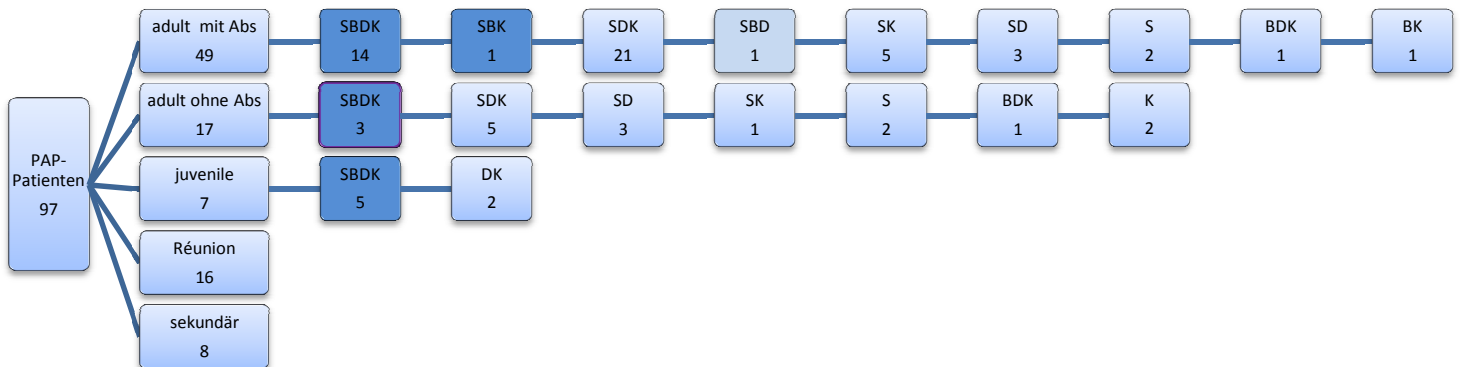 PAP-
Patienten
97
adult mit Abs
49
SBDK
14
SBK
1
SDK
21
SBD
1
SK
5
SD
3
S
2
BDK
1
BK
1
adult ohne Abs
17
SBDK
3
SDK
5
SD
3
SK
1
S
2
BDK
1
K
2
juvenile
7
SBDK
5
DK
2
Réunion
16
sekundär
8